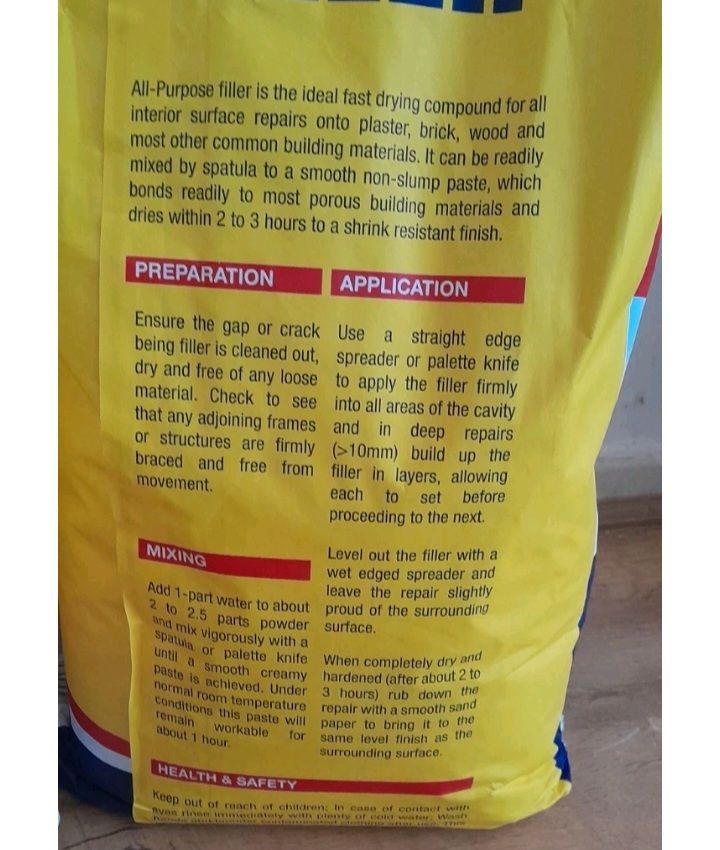 All-Purpose filler is the ideal fast drying compound for all
interior surface repairs onto plaster, brick, wood and
most other common building materials. It can be readily
mixed by spatula to a smooth non-slump paste, which
bonds readily to most porous building materials and
dries within 2 to 3 hours to a shrink resistant finish.
PREPARATION
Ensure the gap or crack
being filler is cleaned out,
dry and free of any loose
material. Check to see
that any adjoining frames
or structures are firmly
braced and free from
movement.
MIXING
Add 1-part water to about
2 to 2.5 parts powder
and mix vigorously with a
spatula or palette knife
until a smooth creamy
paste is achieved. Under
normal room temperature
conditions this paste will
remain workable for
about 1 hour.
APPLICATION
Use a straight edge
spreader or palette knife
to apply the filler firmly
into all areas of the cavity
and in deep repairs
(>10mm) build up the
filler in layers, allowing
each to set before
proceeding to the next.
Level out the filler with a
wet edged spreader and
leave the repair slightly
proud of the surrounding
surface.
When completely dry and
hardened (after about 2 to
3 hours) rub down the
repair with a smooth sand
paper to bring it to the
same level finish as the
surrounding surface.
HEALTH & SAFETY
Keep out of reach of children; In case of contact with
eyes rinse immediately with plenty of cold water. Wash